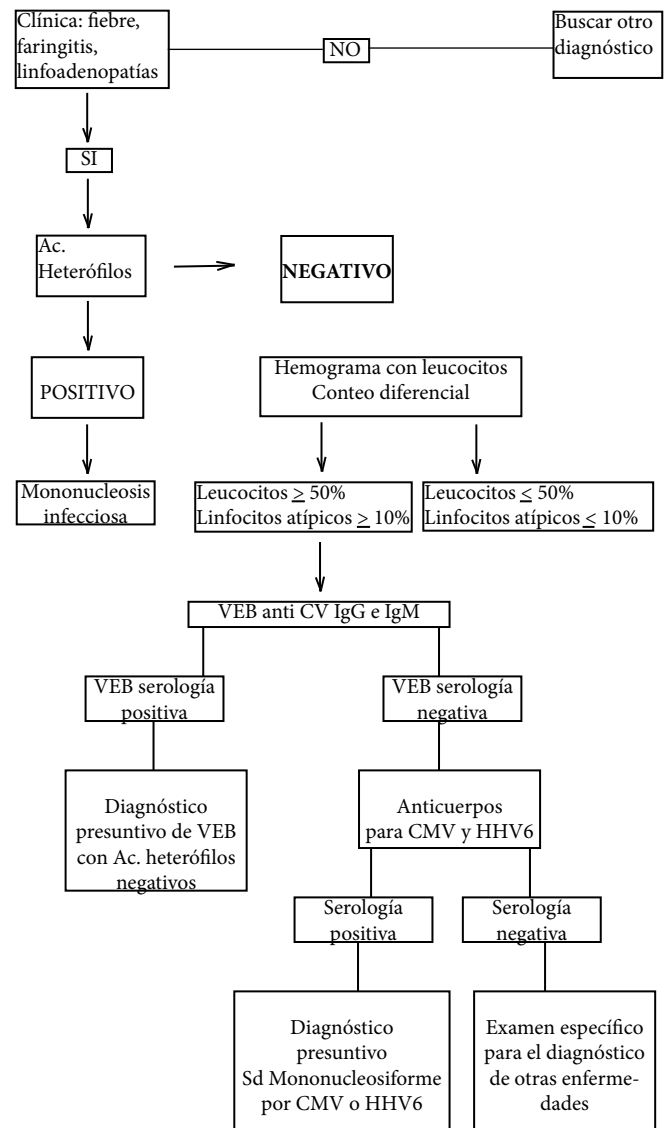 Clínica: fiebre,
faringitis,
linfoadenopatías
NO
Buscar otro
diagnóstico
SI
Ac.
Heterófilos
NEGATIVO
POSITIVO
Hemograma con leucocitos
Conteo diferencial
Mononucleosis
infecciosa
Leucocitos ≥ 50%
Linfocitos atípicos ≥ 10%
Leucocitos ≤ 50%
Linfocitos atípicos ≤ 10%
VEB anti CV IgG e IgM
VEB serología
positiva
VEB serología
negativa
Diagnóstico
presuntivo de VEB
con Ac. heterófilos
negativos
Anticuerpos
para CMV y HHV6
Serología
positiva
Serología
negativa
Diagnóstico
presuntivo
Sd Mononucleosiforme
por CMV o HHV6
Examen específico
para el diagnóstico
de otras enferme-
dades